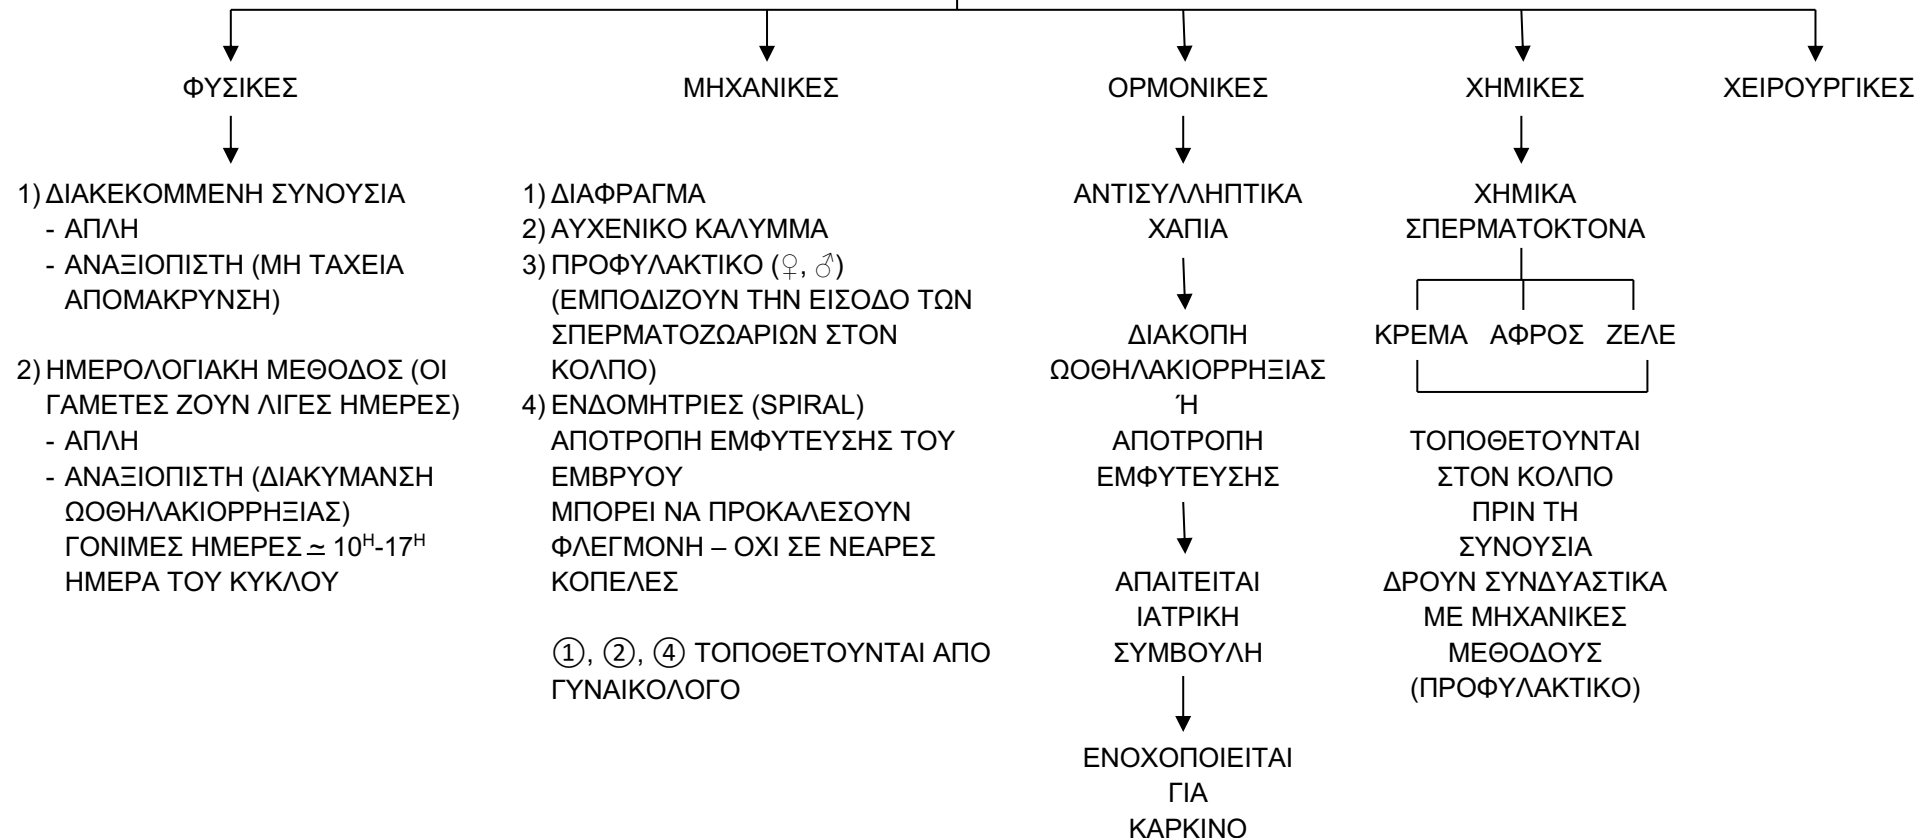 ΦΥΣΙΚΕΣ
1) ΔΙΑΚΕΚΟΜΜΕΝΗ ΣΥΝΟΥΣΙΑ
- ΑΠΛΗ
- ΑΝΑΞΙΟΠΙΣΤΗ (ΜΗ ΤΑΧΕΙΑ
ΑΠΟΜΑΚΡΥΝΣΗ)
2) ΗΜΕΡΟΛΟΓΙΑΚΗ ΜΕΘΟΔΟΣ (ΟΙ
ΓΑΜΕΤΕΣ ΖΟΥΝ ΛΙΓΕΣ ΗΜΕΡΕΣ)
- ΑΠΛΗ
- ΑΝΑΞΙΟΠΙΣΤΗ (ΔΙΑΚΥΜΑΝΣΗ
ΩΟΘΗΛΑΚΙΟΡΡΗΞΙΑΣ)
ΓΟΝΙΜΕΣ ΗΜΕΡΕΣ ≃ 10ᴴ-17ᴴ
ΗΜΕΡΑ ΤΟΥ ΚΥΚΛΟΥ
ΜΗΧΑΝΙΚΕΣ
1) ΔΙΑΦΡΑΓΜΑ
2) ΑΥΧΕΝΙΚΟ ΚΑΛΥΜΜΑ
3) ΠΡΟΦΥΛΑΚΤΙΚΟ (♀, ♂)
(ΕΜΠΟΔΙΖΟΥΝ ΤΗΝ ΕΙΣΟΔΟ ΤΩΝ
ΣΠΕΡΜΑΤΟΖΩΑΡΙΩΝ ΣΤΟΝ
ΚΟΛΠΟ)
4) ΕΝΔΟΜΗΤΡΙΕΣ (SPIRAL)
ΑΠΟΤΡΟΠΗ ΕΜΦΥΤΕΥΣΗΣ ΤΟΥ
ΕΜΒΡΥΟΥ
ΜΠΟΡΕΙ ΝΑ ΠΡΟΚΑΛΕΣΟΥΝ
ΦΛΕΓΜΟΝΗ – ΟΧΙ ΣΕ ΝΕΑΡΕΣ
ΚΟΠΕΛΕΣ
①, ②, ④ ΤΟΠΟΘΕΤΟΥΝΤΑΙ ΑΠΟ
ΓΥΝΑΙΚΟΛΟΓΟ
ΟΡΜΟΝΙΚΕΣ
ΑΝΤΙΣΥΛΛΗΠΤΙΚΑ
ΧΑΠΙΑ
ΔΙΑΚΟΠΗ
ΩΟΘΗΛΑΚΙΟΡΡΗΞΙΑΣ
Ή
ΑΠΟΤΡΟΠΗ
ΕΜΦΥΤΕΥΣΗΣ
ΑΠΑΙΤΕΙΤΑΙ
ΙΑΤΡΙΚΗ
ΣΥΜΒΟΥΛΗ
ΕΝΟΧΟΠΟΙΕΙΤΑΙ
ΓΙΑ
ΚΑΡΚΙΝΟ
ΧΗΜΙΚΕΣ
ΧΗΜΙΚΑ
ΣΠΕΡΜΑΤΟΚΤΟΝΑ
ΚΡΕΜΑ ΑΦΡΟΣ ΖΕΛΕ
ΤΟΠΟΘΕΤΟΥΝΤΑΙ
ΣΤΟΝ ΚΟΛΠΟ
ΠΡΙΝ ΤΗ
ΣΥΝΟΥΣΙΑ
ΔΡΟΥΝ ΣΥΝΔΥΑΣΤΙΚΑ
ΜΕ ΜΗΧΑΝΙΚΕΣ
ΜΕΘΟΔΟΥΣ
(ΠΡΟΦΥΛΑΚΤΙΚΟ)
ΧΕΙΡΟΥΡΓΙΚΕΣ